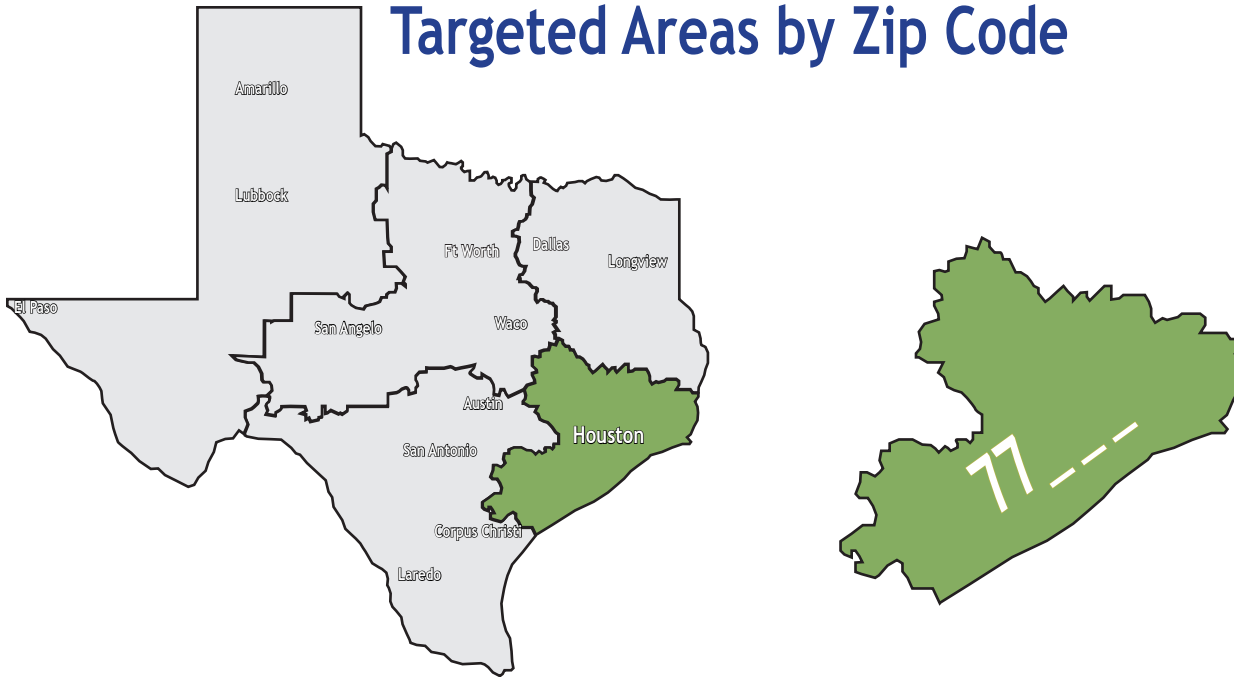 Targeted Areas by Zip Code
Amarillo
Lubbock
Ft Worth
Dallas
Longview
El Paso
San Angelo
Waco
Austin
Houston
San Antonio
Corpus Christi
Laredo
77 _ _ _